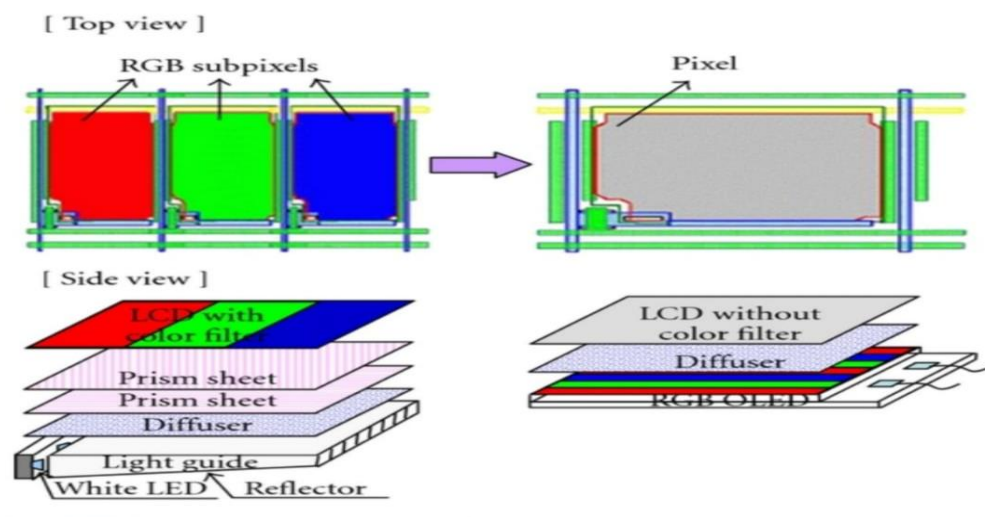 [ Top view ]
RGB subpixels
Pixel
[ Side view ]
LCD with
color filter
Prism sheet
Prism sheet
Diffuser
Light guide
White LED
Reflector
LCD without
color filter
Diffuser
RGB OLED